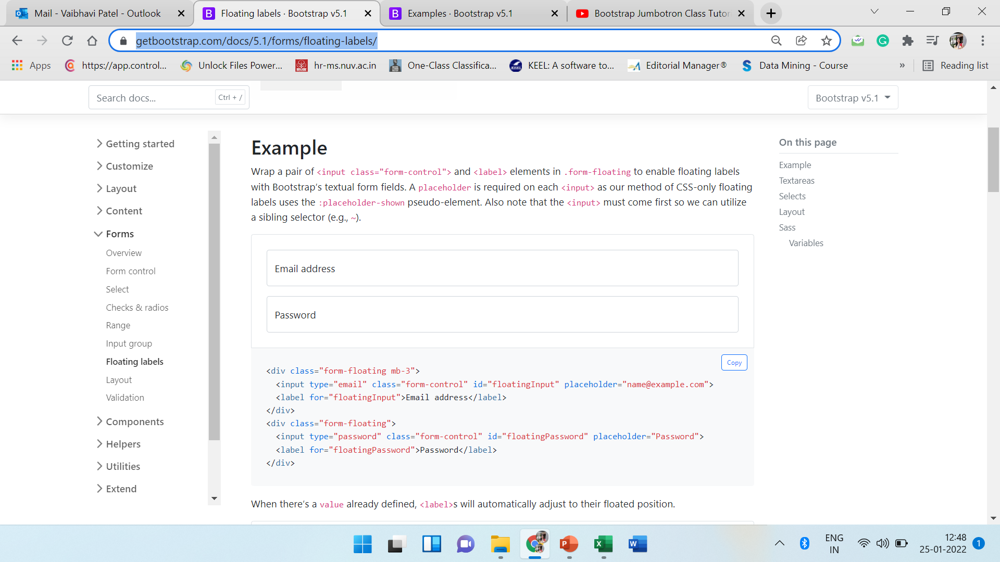 Mail - Vaibhavi Patel - Outlook
Floating labels · Bootstrap v5.1
Examples · Bootstrap v5.1
Bootstrap Jumbotron Class Tutor
getbootstrap.com/docs/5.1/forms/floating-labels/
Apps
https://app.control...
Unlock Files Power...
hr-ms.nuv.ac.in
One-Class Classifica...
KEEL: A software to...
Editorial Manager®
Data Mining - Course
»
Reading list
Search docs...
Ctrl + /
Bootstrap v5.1
Getting started
Customize
Layout
Content
Forms
Overview
Form control
Select
Checks & radios
Range
Input group
Floating labels
Layout
Validation
Components
Helpers
Utilities
Extend
Example
Wrap a pair of <input class="form-control"> and <label> elements in .form-floating to enable floating labels
with Bootstrap’s textual form fields. A placeholder is required on each <input> as our method of CSS-only floating
labels uses the :placeholder-shown pseudo-element. Also note that the <input> must come first so we can utilize
a sibling selector (e.g., ~).
Email address
Password
Copy
<div class="form-floating mb-3">
<input type="email" class="form-control" id="floatingInput" placeholder="name@example.com">
<label for="floatingInput">Email address</label>
</div>
<div class="form-floating">
<input type="password" class="form-control" id="floatingPassword" placeholder="Password">
<label for="floatingPassword">Password</label>
</div>
When there’s a value already defined, <label>s will automatically adjust to their floated position.
On this page
Example
Textareas
Selects
Layout
Sass
Variables
ENG
IN
12:48
25-01-2022
1